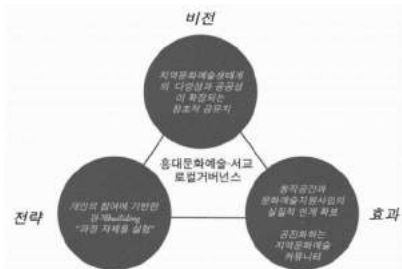 비전
지역문화예술생태계
의 다양성과 공공성
이 확장되는
창조적 공유지
홍대문화예술-서교
로컬거버넌스
전략
개인의 참여에 기반한
"과정 자체를 실험"
창작공간과
문화예술지원사업의
실질적 연계 확보
공진화하는
지역문화예술
커뮤니티
효과